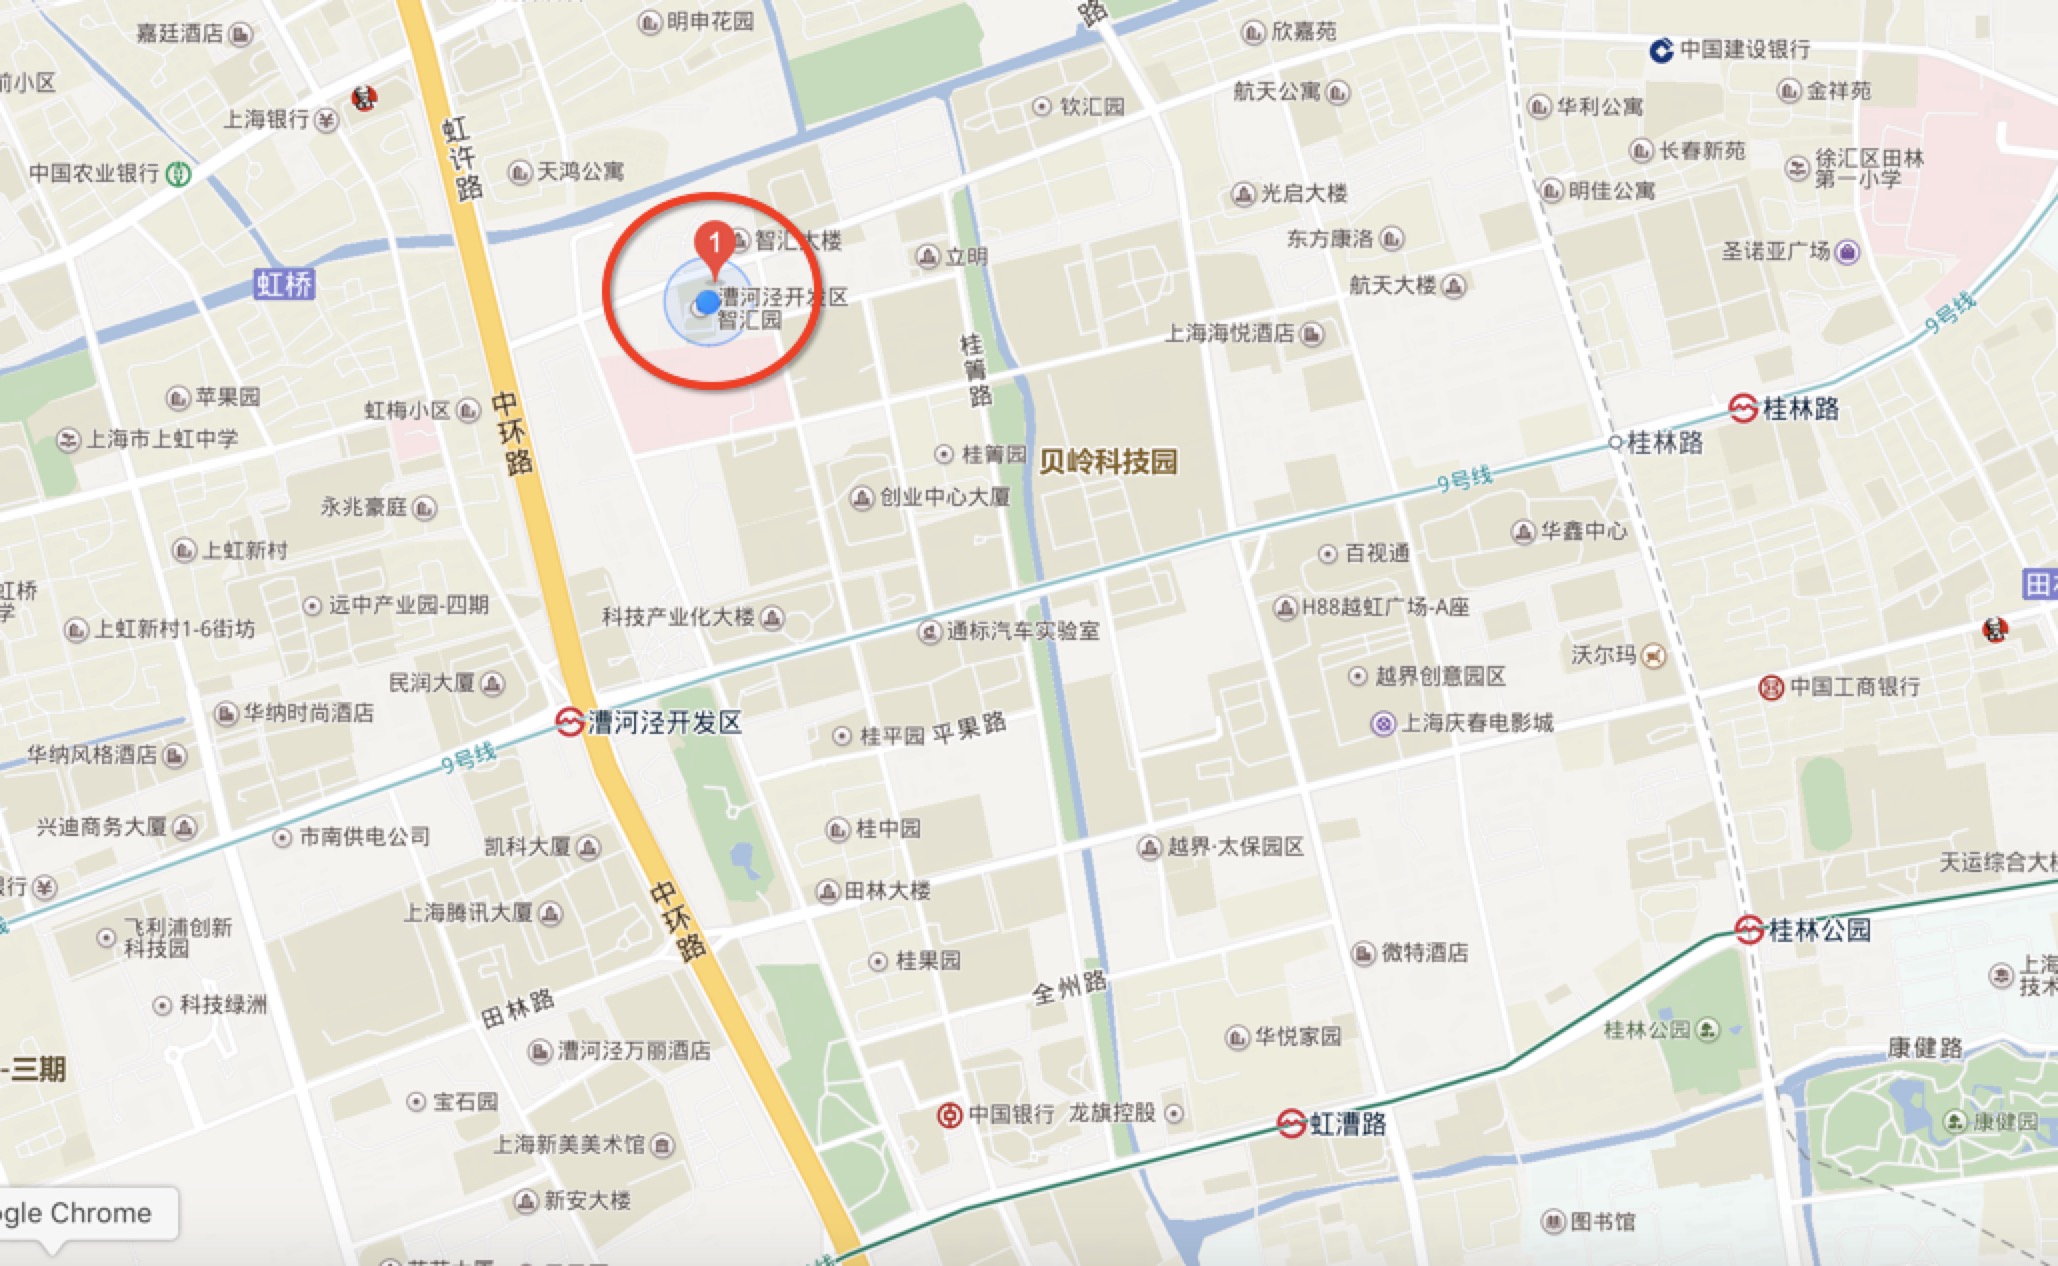 嘉廷酒店
明申花园
路
欣嘉苑
中国建设银行
前小区
上海银行
航天公寓
华利公寓
金祥苑
钦汇园
虹许路
中国农业银行
天鸿公寓
长春新苑
徐汇区田林
第一小学
光启大楼
明佳公寓
1
智汇大楼
立明
东方康洛
圣诺亚广场
虹桥
漕河泾开发区
智汇园
航天大楼
9号线
上海海悦酒店
桂箐路
苹果园
虹梅小区
中环路
桂林路
上海市上虹中学
桂林路
桂箐园
贝岭科技园
9号线
创业中心大厦
永兆豪庭
华鑫中心
上虹新村
百视通
虹桥
学
远中产业园-四期
科技产业化大楼
H88越虹广场-A座
田
上虹新村1-6街坊
通标汽车实验室
沃尔玛
民润大厦
越界创意园区
中国工商银行
华纳时尚酒店
漕河泾开发区
桂平园
平果路
上海庆春电影城
华纳风格酒店
9号线
兴迪商务大厦
市南供电公司
凯科大厦
桂中园
越界·太保园区
天运综合大楼
行
田林大楼
中环路
上海腾讯大厦
飞利浦创新
科技园
桂林公园
桂果园
微特酒店
全州路
上海
技术
科技绿洲
田林路
桂林公园
华悦家园
漕河泾万丽酒店
康健路
-三期
宝石园
中国银行
龙旗控股
虹漕路
康健园
上海新美美术馆
新安大楼
ogle Chrome
图书馆
线